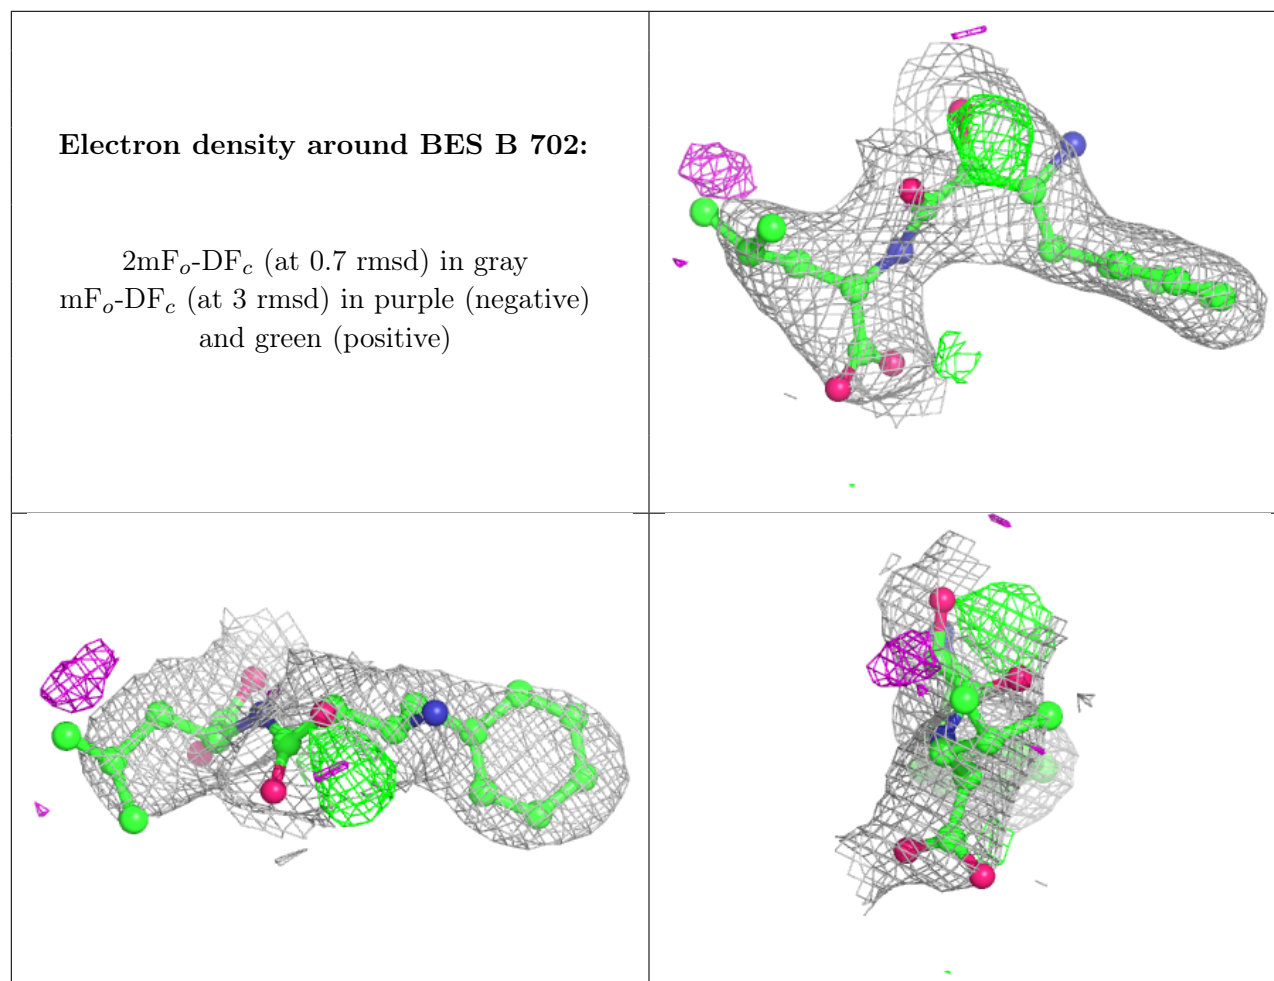 Electron density around BES B 702:
2mFo-DFc (at 0.7 rmsd) in gray
mFo-DFc (at 3 rmsd) in purple (negative)
and green (positive)